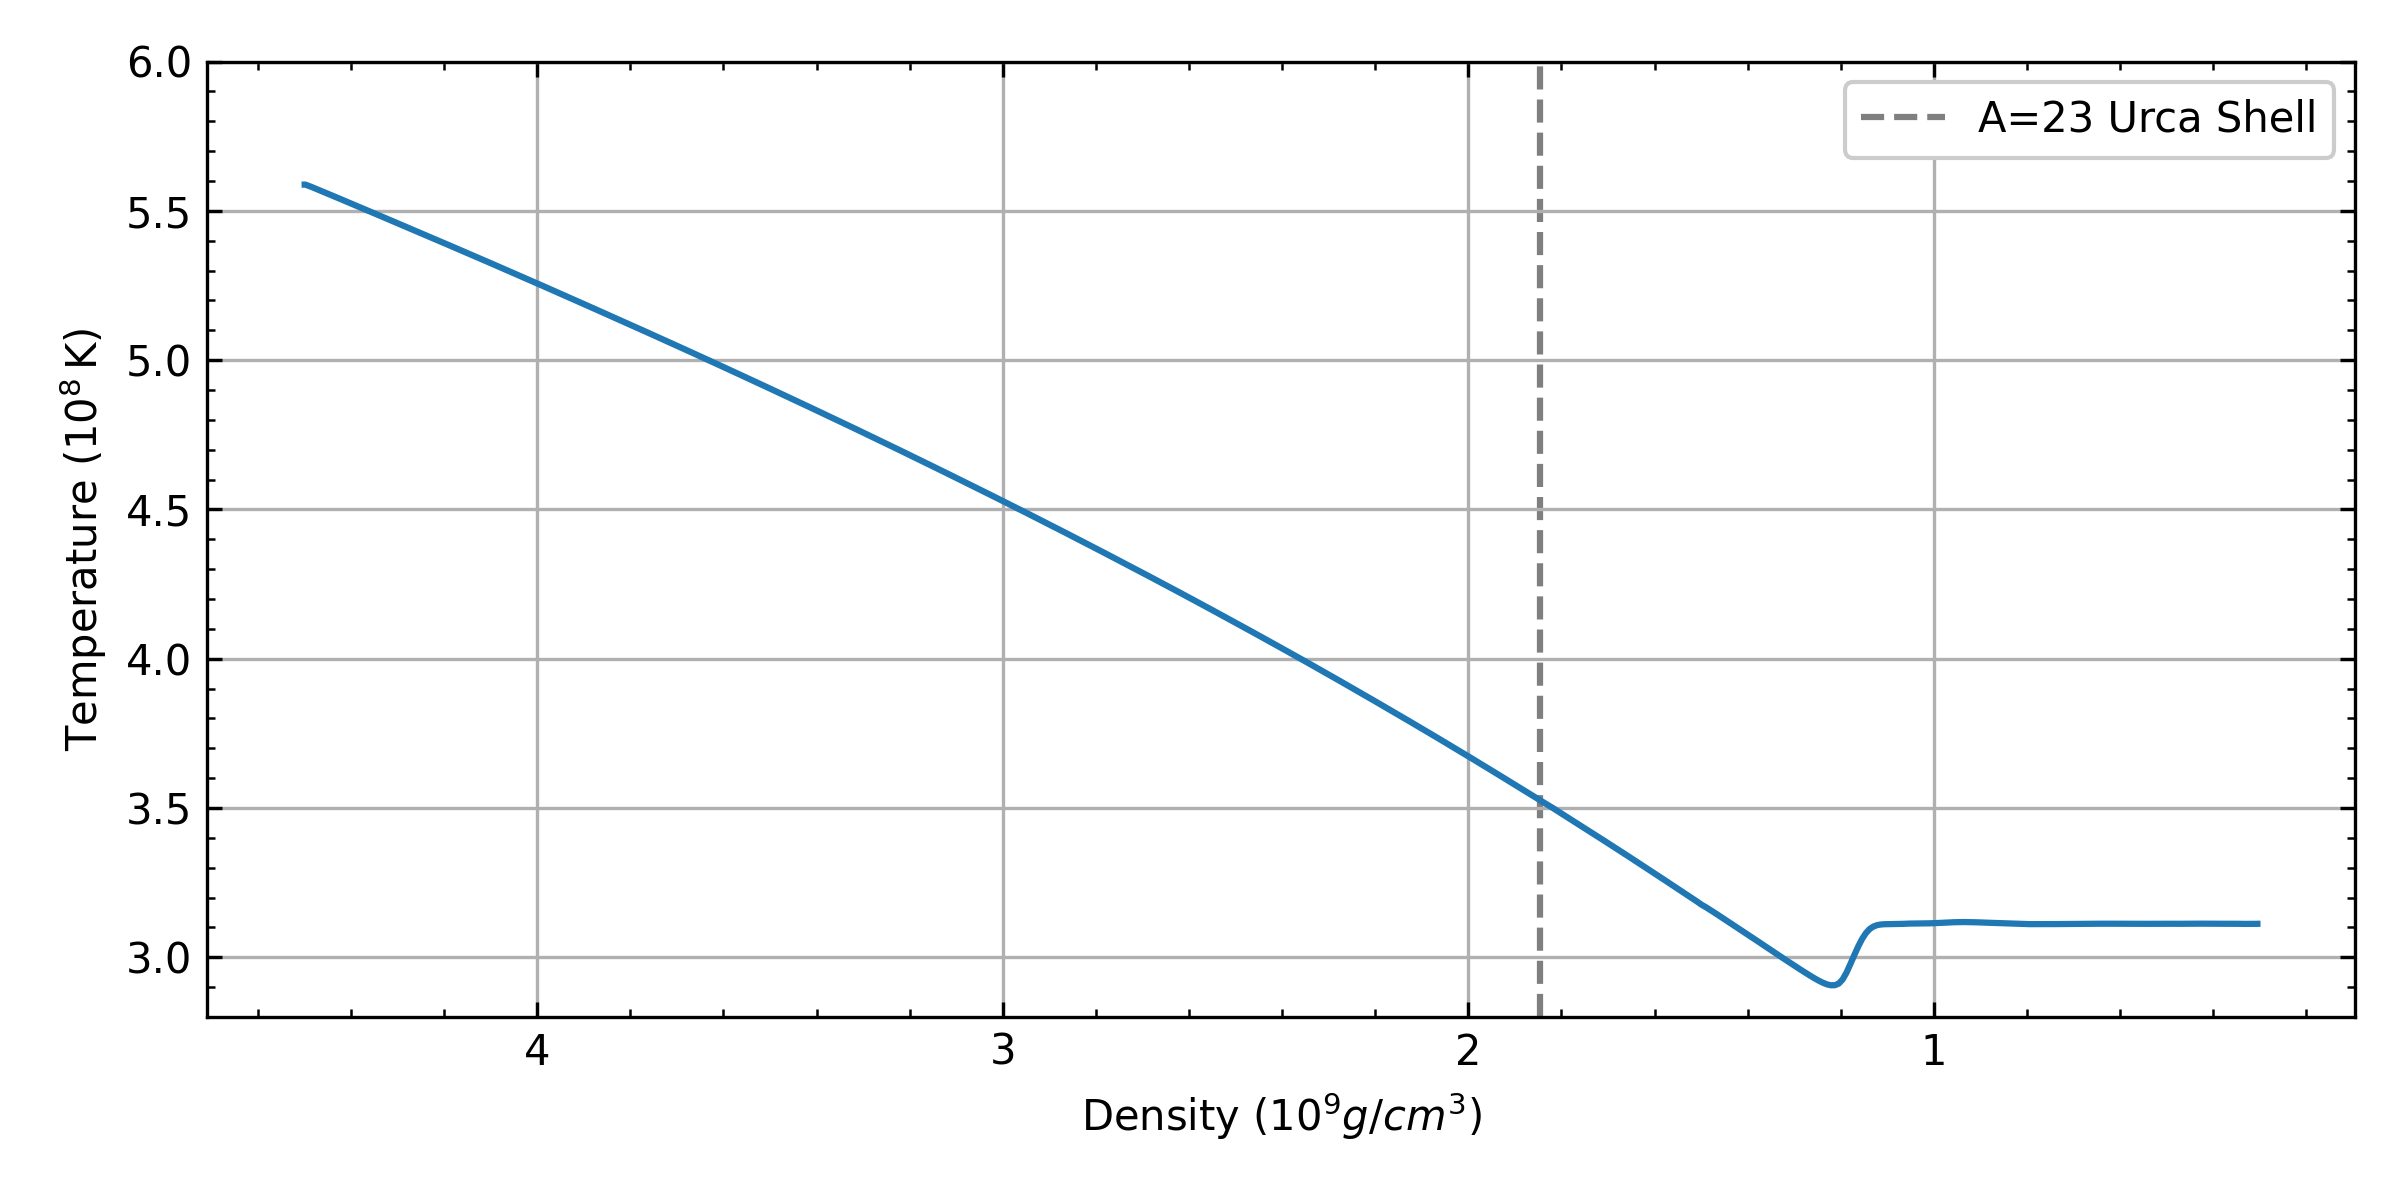 6.0
5.5
5.0
4.5
4.0
3.5
3.0
Temperature (10⁸ K)
A=23 Urca Shell
4 3 2 1
Density (10⁹g/cm³)